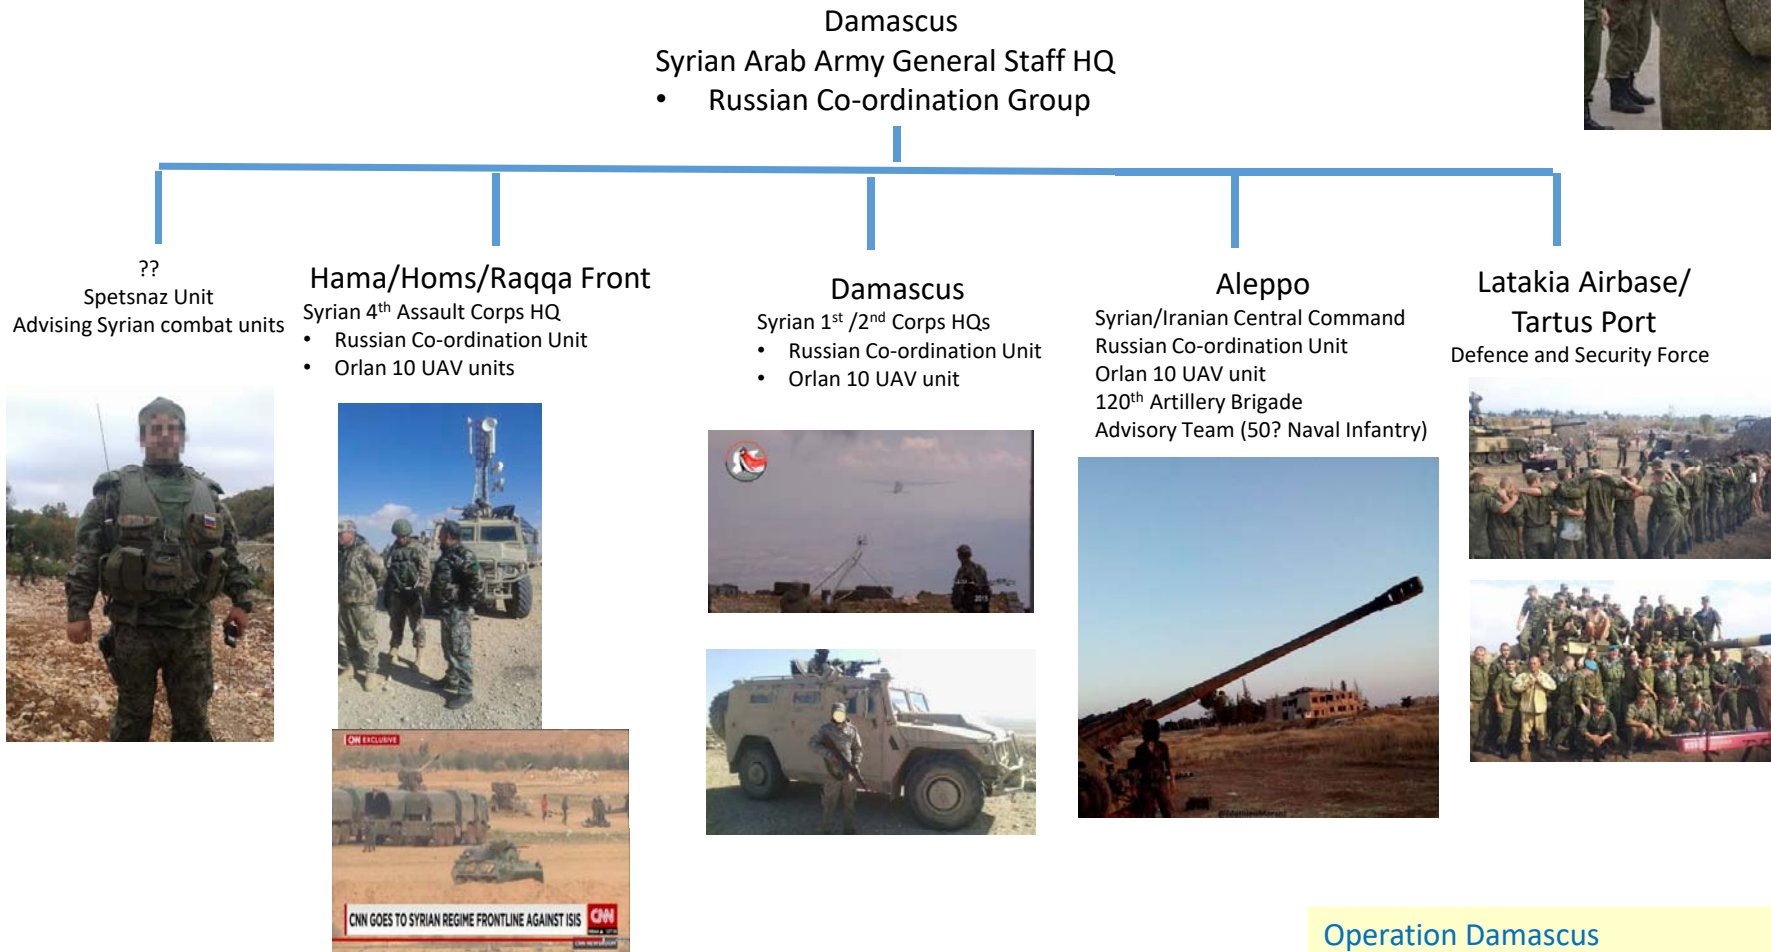 Damascus
Syrian Arab Army General Staff HQ
• Russian Co-ordination Group
??
Spetsnaz Unit
Advising Syrian combat units
Hama/Homs/Raqqa Front
Syrian 4th Assault Corps HQ
• Russian Co-ordination Unit
• Orlan 10 UAV units
Damascus
Syrian 1st /2nd Corps HQs
• Russian Co-ordination Unit
• Orlan 10 UAV unit
Aleppo
Syrian/Iranian Central Command
Russian Co-ordination Unit
Orlan 10 UAV unit
120th Artillery Brigade
Advisory Team (50? Naval Infantry)
Latakia Airbase/
Tartus Port
Defence and Security Force
2015
CNN EXCLUSIVE
CNN GOES TO SYRIAN REGIME FRONTLINE AGAINST ISIS
CNN
Operation Damascus